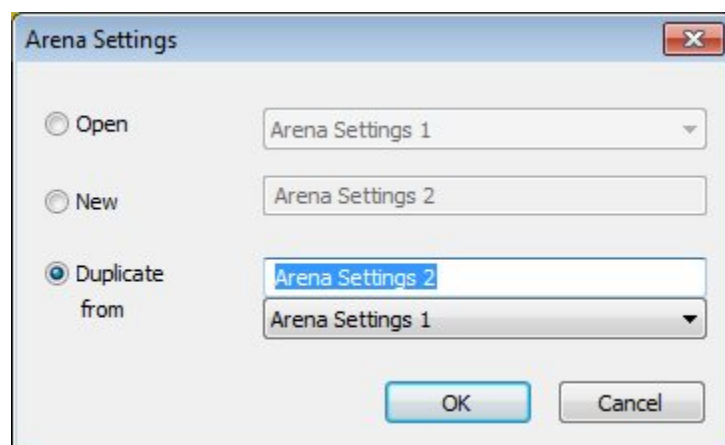 Arena Settings
Open
Arena Settings 1
New
Arena Settings 2
Duplicate
from
Arena Settings 2
Arena Settings 1
OK
Cancel